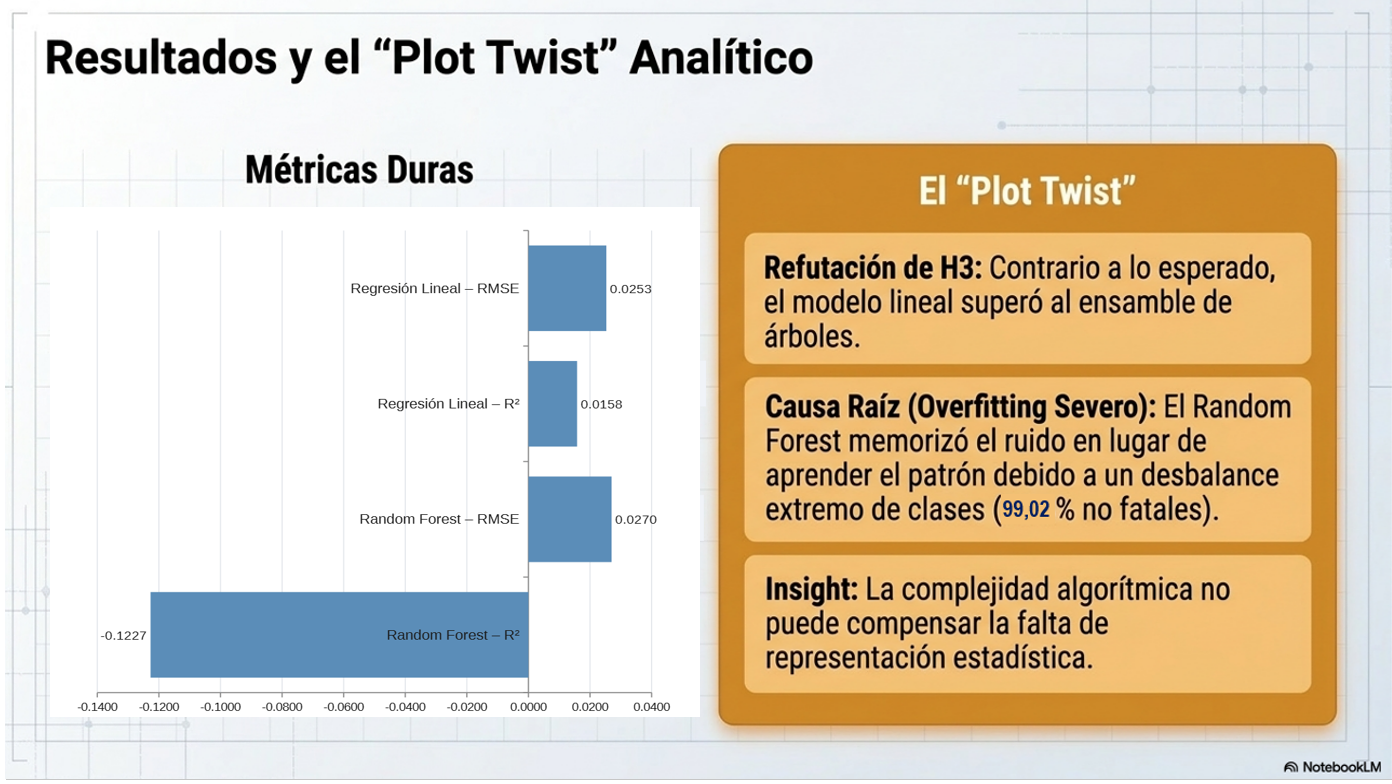 Resultados y el “Plot Twist” Analítico
Métricas Duras
Regresión Lineal – RMSE
0.0253
Regresión Lineal – R²
0.0158
Random Forest – RMSE
0.0270
Random Forest – R²
-0.1227
-0.1400 -0.1200 -0.1000 -0.0800 -0.0600 -0.0400 -0.0200 0.0000 0.0200 0.0400
El “Plot Twist”
Refutación de H3: Contrario a lo esperado,
el modelo lineal superó al ensamble de
árboles.
Causa Raíz (Overfitting Severo): El Random
Forest memorizó el ruido en lugar de
aprender el patrón debido a un desbalance
extremo de clases (99,02 % no fatales).
Insight: La complejidad algorítmica no
puede compensar la falta de
representación estadística.
NotebookLM